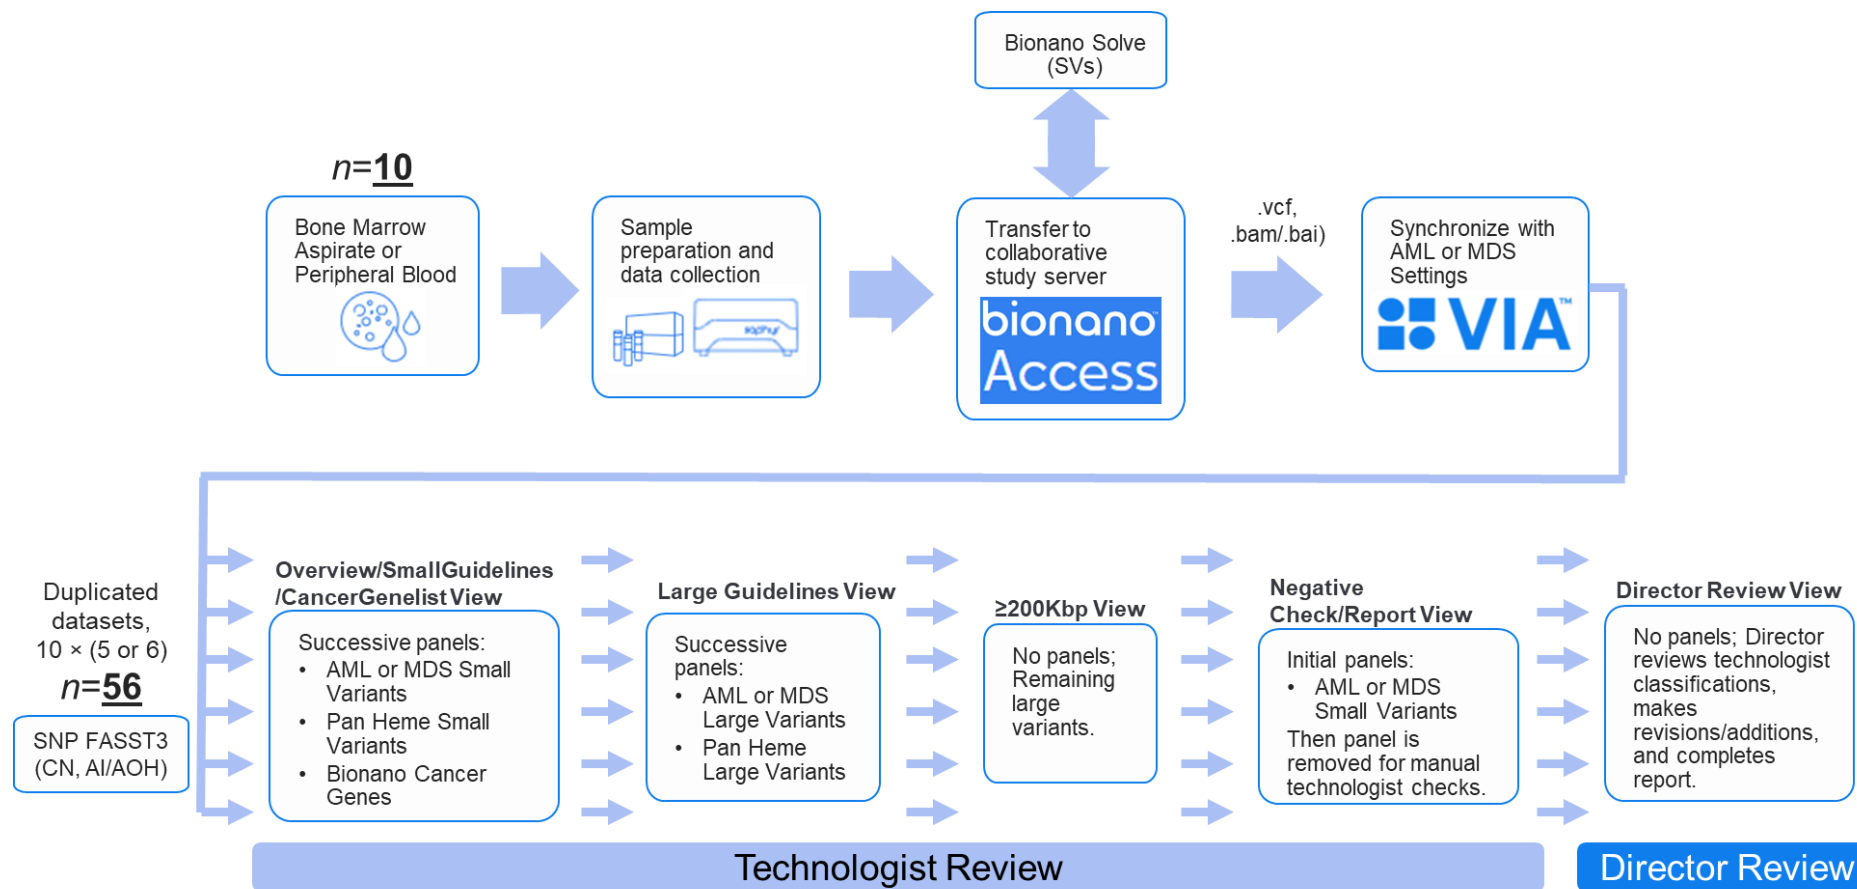 Bionano Solve
(SVs)
n=10
Bone Marrow
Aspirate or
Peripheral Blood
Sample
preparation and
data collection
saphyr
Transfer to
collaborative
study server
bionano™
Access
.vcf,
.bam/.bai)
Synchronize with
AML or MDS
Settings
VIA™
Duplicated
datasets,
10 × (5 or 6)
n=56
SNP FASST3
(CN, AI/AOH)
Overview/SmallGuidelines
/CancerGenelist View
Successive panels:
• AML or MDS Small
Variants
• Pan Heme Small
Variants
• Bionano Cancer
Genes
Large Guidelines View
Successive
panels:
• AML or MDS
Large Variants
• Pan Heme
Large Variants
≥200Kbp View
No panels;
Remaining
large
variants.
Negative
Check/Report View
Initial panels:
• AML or MDS
Small Variants
Then panel is
removed for manual
technologist checks.
Director Review View
No panels; Director
reviews technologist
classifications,
makes
revisions/additions,
and completes
report.
Technologist Review
Director Review